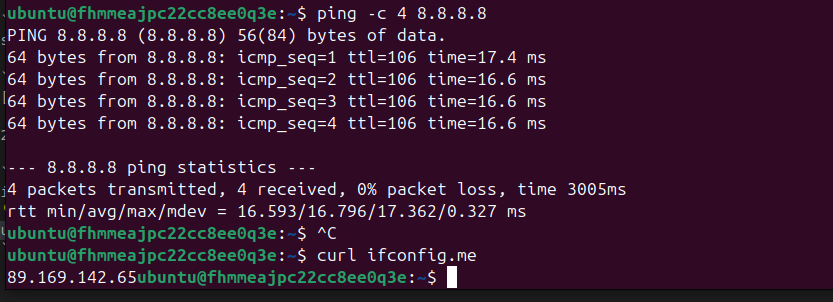 ubuntu@fhmmeajpc22cc8ee0q3e:~$ ping -c 4 8.8.8.8
PING 8.8.8.8 (8.8.8.8) 56(84) bytes of data.
64 bytes from 8.8.8.8: icmp_seq=1 ttl=106 time=17.4 ms
64 bytes from 8.8.8.8: icmp_seq=2 ttl=106 time=16.6 ms
64 bytes from 8.8.8.8: icmp_seq=3 ttl=106 time=16.6 ms
64 bytes from 8.8.8.8: icmp_seq=4 ttl=106 time=16.6 ms
--- 8.8.8.8 ping statistics ---
4 packets transmitted, 4 received, 0% packet loss, time 3005ms
rtt min/avg/max/mdev = 16.593/16.796/17.362/0.327 ms
ubuntu@fhmmeajpc22cc8ee0q3e:~$ ^C
ubuntu@fhmmeajpc22cc8ee0q3e:~$ curl ifconfig.me
89.169.142.65ubuntu@fhmmeajpc22cc8ee0q3e:~$